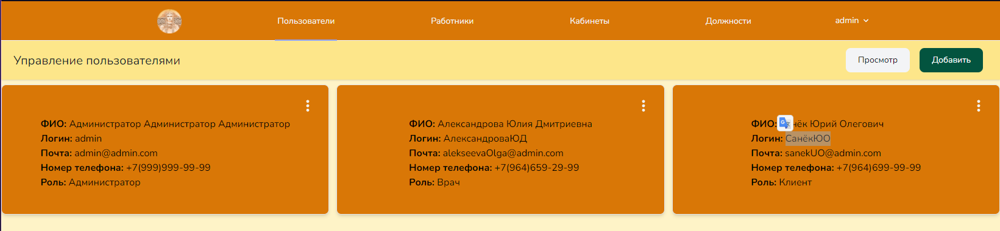 Пользователи Работники Кабинеты Должности admin
Управление пользователями Просмотр Добавить
ФИО: Администратор Администратор Администратор
Логин: admin
Почта: admin@admin.com
Номер телефона: +7(999)999-99-99
Роль: Администратор
ФИО: Александрова Юлия Дмитриевна
Логин: АлександроваЮД
Почта: alekseevaOlga@admin.com
Номер телефона: +7(964)659-29-99
Роль: Врач
ФИО: Юрий Олегович
Логин: СанёкЮО
Почта: sanekUO@admin.com
Номер телефона: +7(964)699-99-99
Роль: Клиент